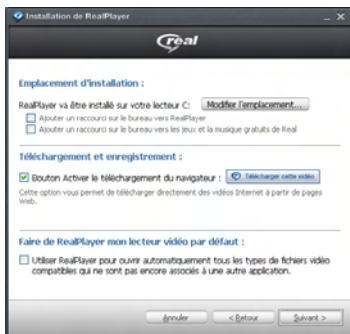 Installation de RealPlayer
real
Emplacement d'installation :
RealPlayer va être installé sur votre lecteur C: Modifier l'emplacement...
Ajouter un raccourci sur le bureau vers RealPlayer
Ajouter un raccourci sur le bureau vers les jeux et la musique gratuits de Real
Téléchargement et enregistrement :
Bouton Activer le téléchargement du navigateur : Télécharger cette vidéo
Cette option vous permet de télécharger directement des vidéos Internet à partir de pages
Web.
Faire de RealPlayer mon lecteur vidéo par défaut :
Utiliser RealPlayer pour ouvrir automatiquement tous les types de fichiers vidéo
compatibles qui ne sont pas encore associés à une autre application.
Annuler < Retour Suivant >